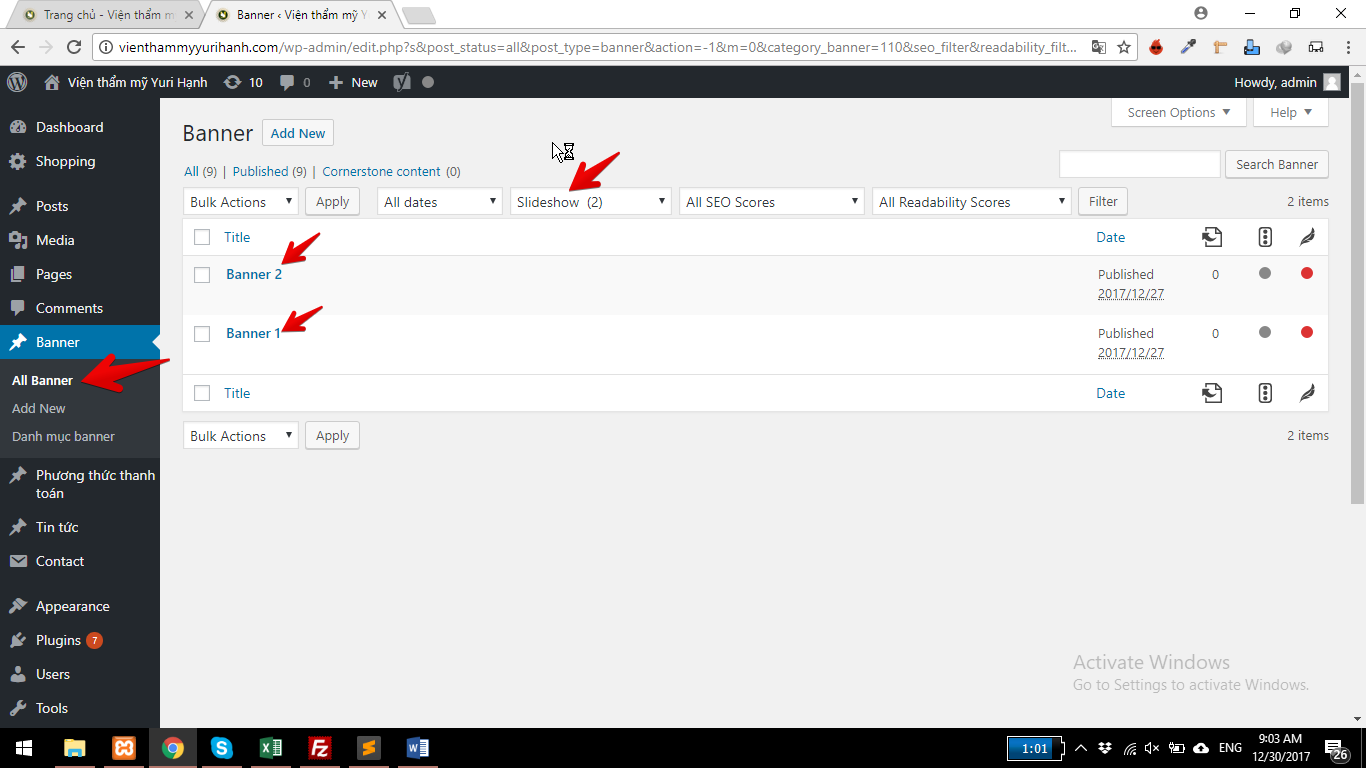 Trang chủ - Viện thẩm m
Banner ‹ Viện thẩm mỹ Y
vienthammyyurihanh.com/wp-admin/edit.php?s&post_status=all&post_type=banner&action=-1&m=0&category_banner=110&seo_filter&readability_filt...
Viện thẩm mỹ Yuri Hạnh
10
0
New
Howdy, admin
Dashboard
Shopping
Posts
Media
Pages
Comments
Banner
All Banner
Add New
Danh mục banner
Phương thức thanh
toán
Tin tức
Contact
Appearance
Plugins 7
Users
Tools
Screen Options
Help
Banner
Add New
All (9) | Published (9) | Cornerstone content (0)
Search Banner
Bulk Actions
Apply
All dates
Slideshow (2)
All SEO Scores
All Readability Scores
Filter
2 items
Title
Date
Banner 2
Published
2017/12/27
0
Banner 1
Published
2017/12/27
0
Title
Date
Bulk Actions
Apply
2 items
Activate Windows
Go to Settings to activate Windows.
1:01
ENG
9:03 AM
12/30/2017
26